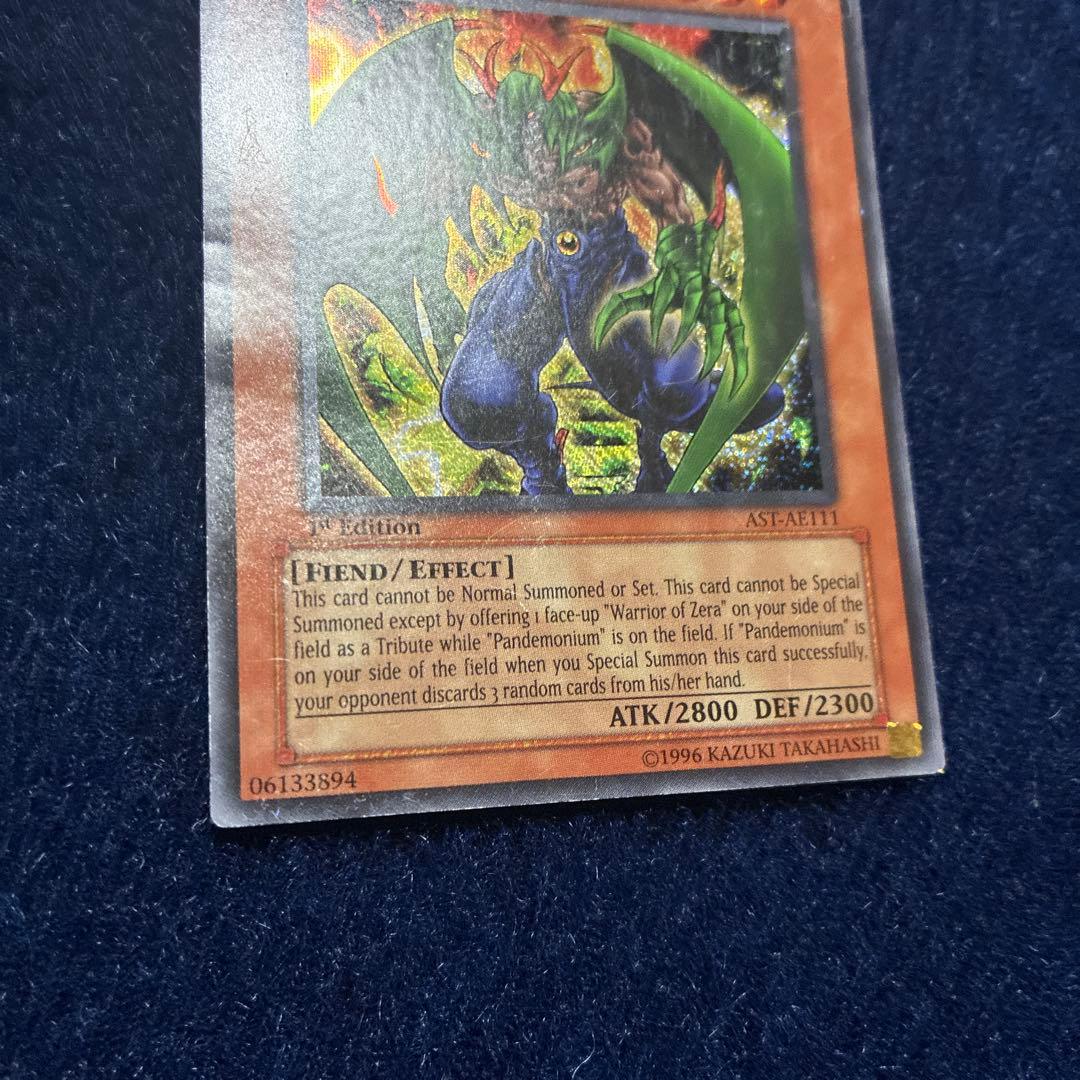 1st Edition
AST-AE111
[FIEND/EFFECT]
This card cannot be Normal Summoned or Set. This card cannot be Special
Summoned except by offering 1 face-up "Warrior of Zera" on your side of the
field as a Tribute while "Pandemonium" is on the field. If "Pandemonium" is
on your side of the field when you Special Summon this card successfully,
your opponent discards 3 random cards from his/her hand.
ATK/2800 DEF/2300
06133894
©1996 KAZUKI TAKAHASHI